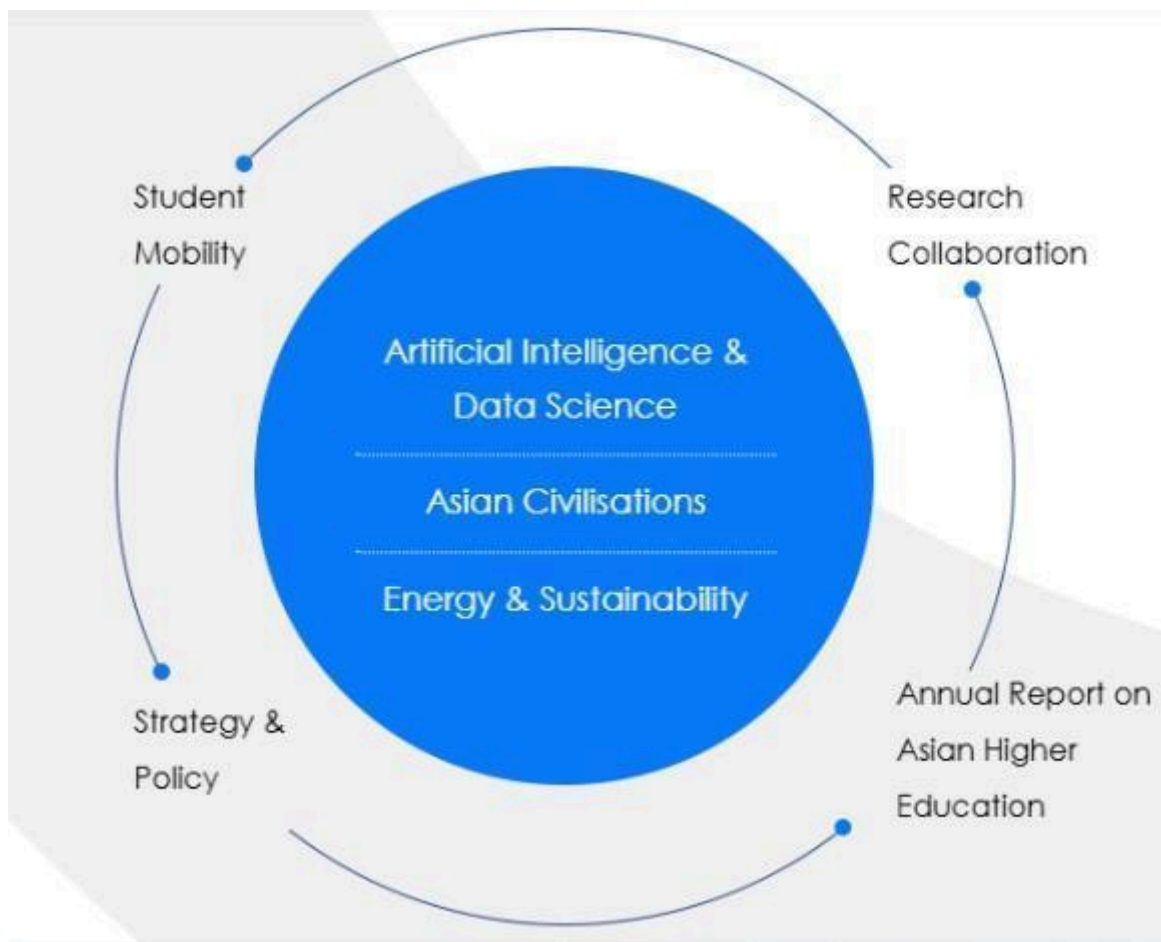 Student
Mobility
Research
Collaboration
Artificial Intelligence &
Data Science
Asian Civilisations
Energy & Sustainability
Strategy &
Policy
Annual Report on
Asian Higher
Education